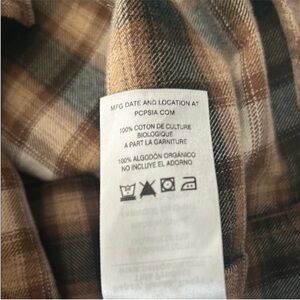 MFG DATE AND LOCATION AT
PCPSIA COM
100% COTON DE CULTURE
BIOLOGIQUE
A PART LA GARNITURE
100% ALGODÓN ORGÁNICO
NO INCLUYE EL ADORNO